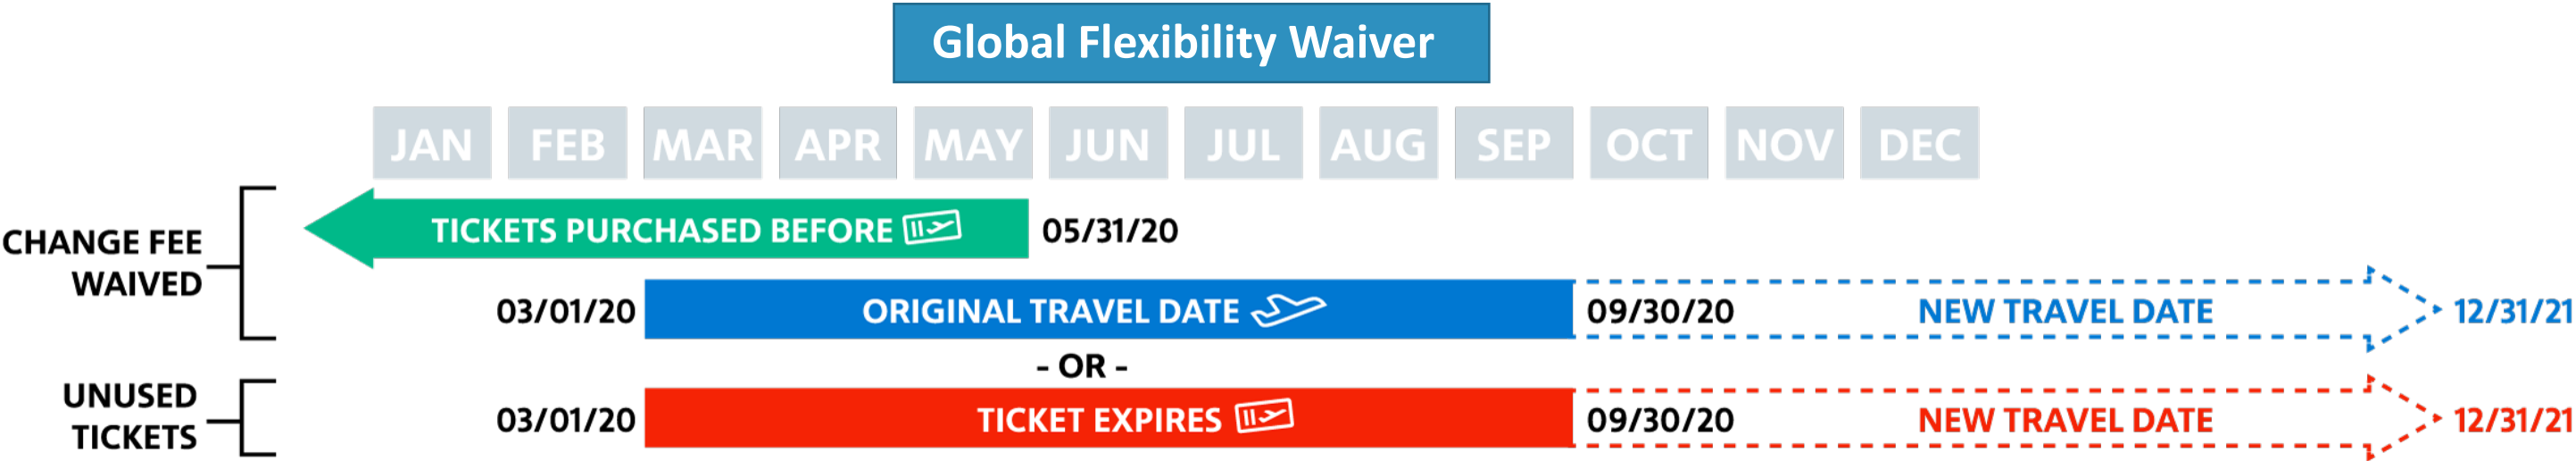 Global Flexibility Waiver
JAN FEB MAR APR MAY JUN JUL AUG SEP OCT NOV DEC
CHANGE FEE
WAIVED
TICKETS PURCHASED BEFORE 05/31/20
03/01/20 ORIGINAL TRAVEL DATE 09/30/20 NEW TRAVEL DATE 12/31/21
- OR -
UNUSED
TICKETS
03/01/20 TICKET EXPIRES 09/30/20 NEW TRAVEL DATE 12/31/21